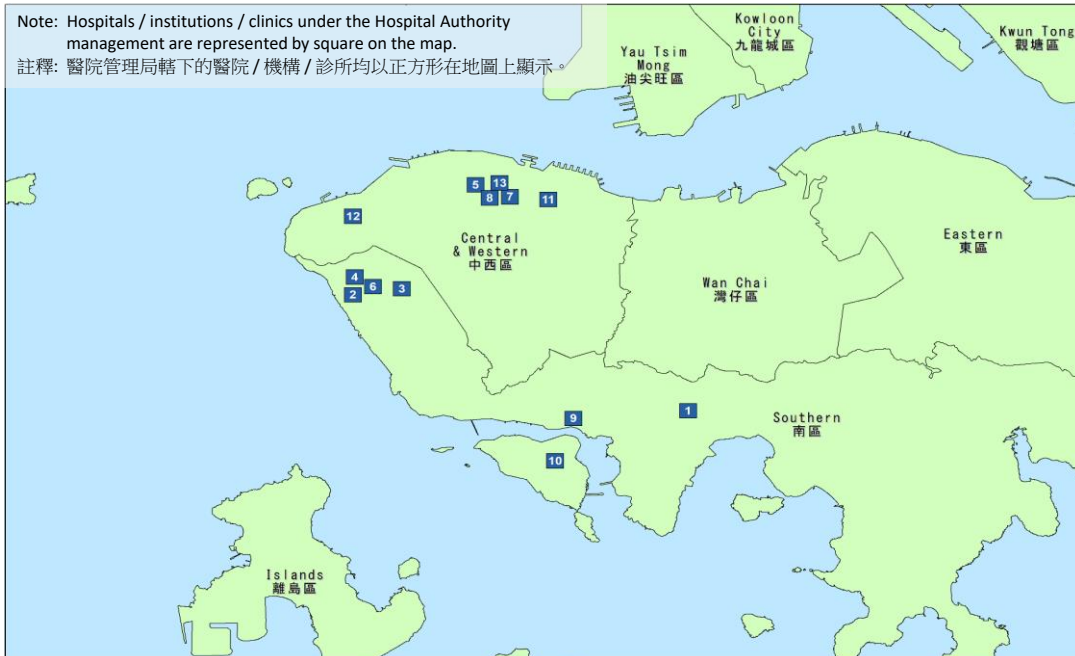 Note: Hospitals / institutions / clinics under the Hospital Authority
management are represented by square on the map.
註釋: 醫院管理局轄下的醫院 / 機構 / 診所均以正方形在地圖上顯示。
Kowloon
City
九龍城區
Kwun Tong
觀塘區
Yau Tsim
Mong
油尖旺區
5
13
8
7
11
12
Central
& Western
中西區
Eastern
東區
4
6
3
2
Wan Chai
灣仔區
9
1
Southern
南區
10
Islands
離島區